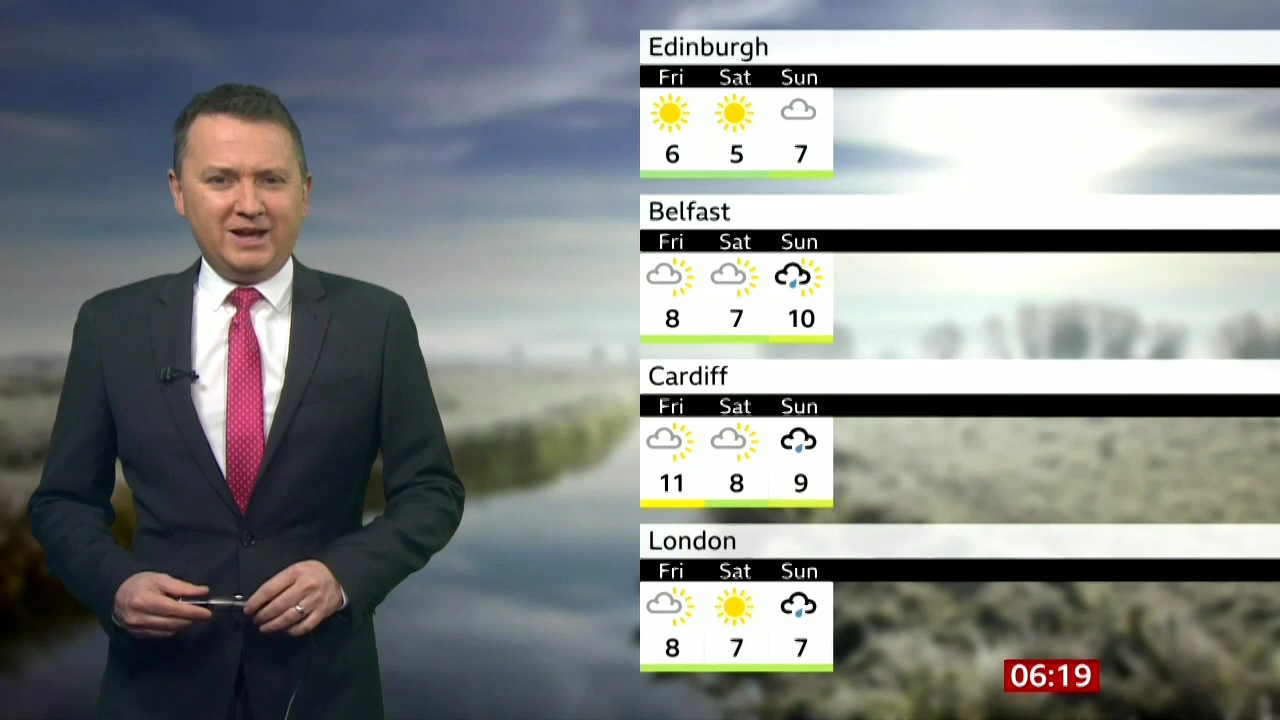 Edinburgh
Fri Sat Sun
6 5 7
Belfast
Fri Sat Sun
8 7 10
Cardiff
Fri Sat Sun
11 8 9
London
Fri Sat Sun
8 7 7
06:19